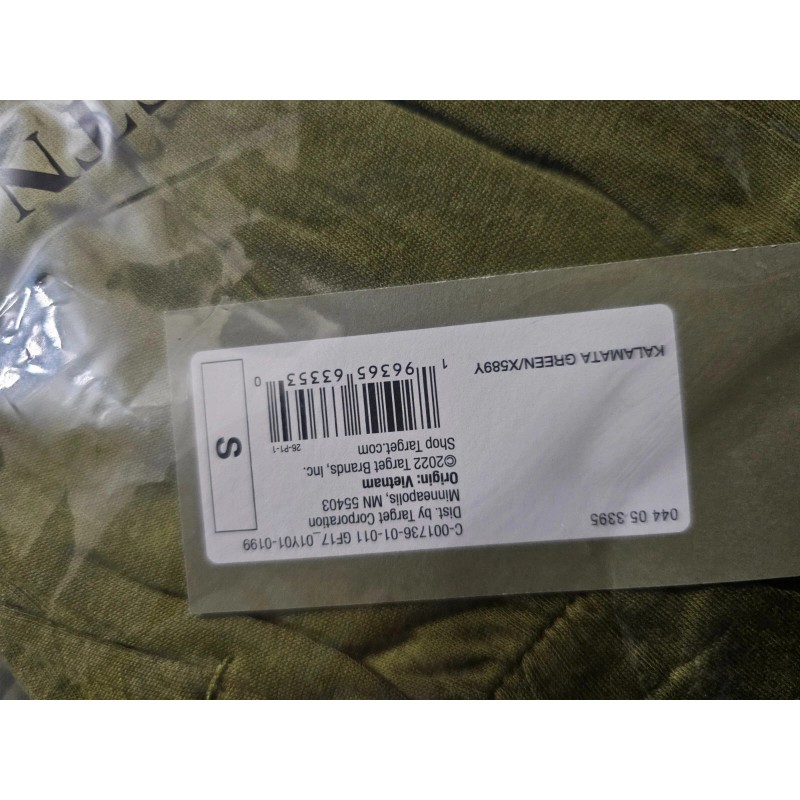 044 05 3395
KALAMATA GREEN/X589Y
C-001736-01-011 GF17_01Y01-0199
Dist. by Target Corporation
Minneapolis, MN 55403
Origin: Vietnam
©2022 Target Brands, Inc.
Shop Target.com
26-P1-1
1 96365 63353 0
S